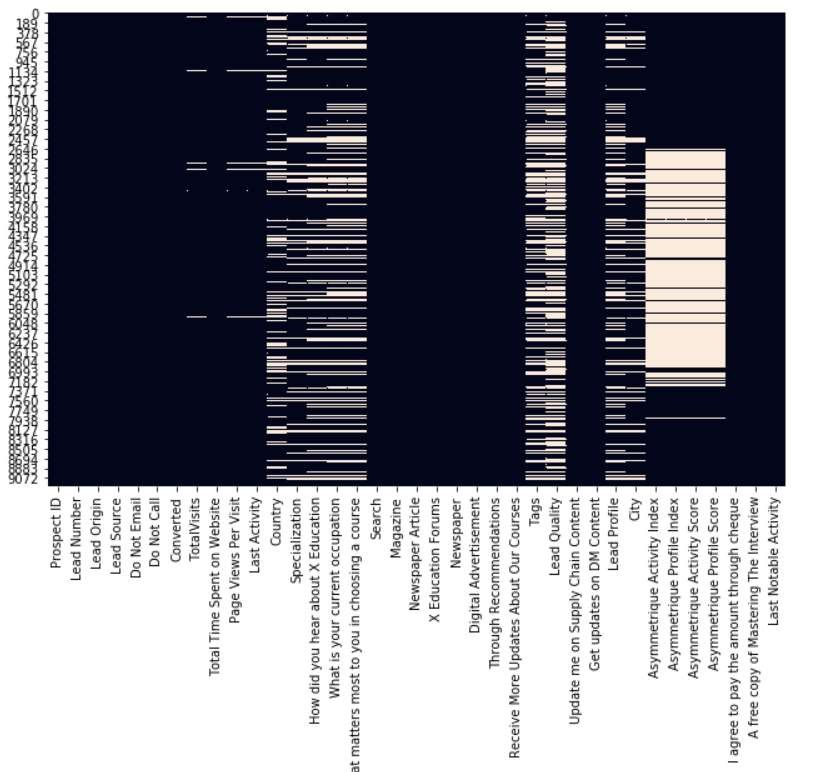 0
189
378
567
756
945
1134
1323
1512
1701
1890
2079
2268
2457
2646
2835
3024
3213
3402
3591
3780
3969
4158
4347
4536
4725
4914
5103
5292
5481
5670
5859
6048
6237
6426
6615
6804
6993
7182
7371
7560
7749
7938
8127
8316
8505
8694
8883
9072
Prospect ID
Lead Number
Lead Origin
Lead Source
Do Not Email
Do Not Call
Converted
TotalVisits
Total Time Spent on Website
Page Views Per Visit
Last Activity
Country
Specialization
How did you hear about X Education
What is your current occupation
at matters most to you in choosing a course
Search
Magazine
Newspaper Article
X Education Forums
Newspaper
Digital Advertisement
Through Recommendations
Receive More Updates About Our Courses
Tags
Lead Quality
Update me on Supply Chain Content
Get updates on DM Content
Lead Profile
City
Asymmetrique Activity Index
Asymmetrique Profile Index
Asymmetrique Activity Score
Asymmetrique Profile Score
I agree to pay the amount through cheque
A free copy of Mastering The Interview
Last Notable Activity